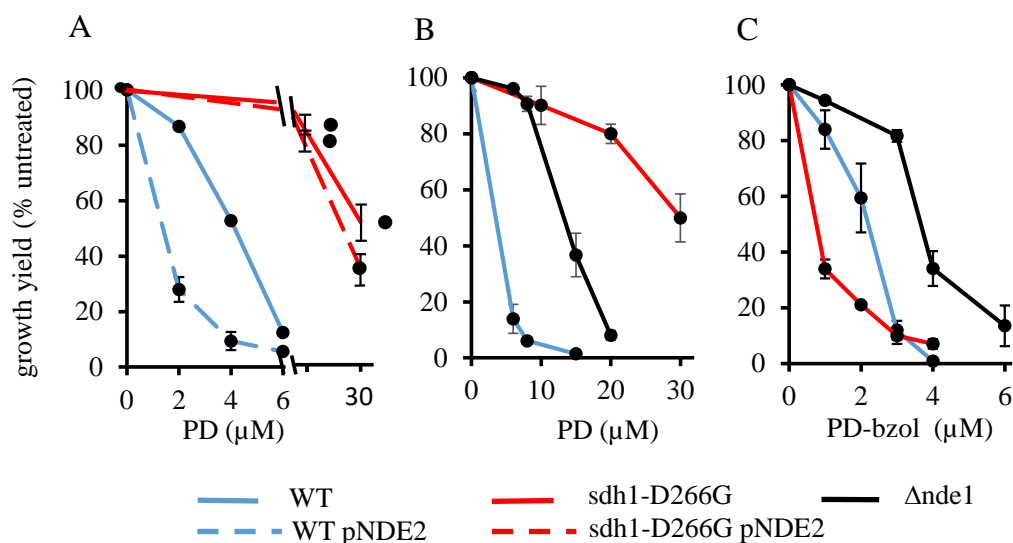 A B C
growth yield (% untreated)
100 100 100
80 80 80
60 60 60
40 40 40
20 20 20
0 0 0
0 2 4 6 30 0 10 20 30 0 2 4 6
PD (µM) PD (µM) PD-bzol (µM)
WT sdh1-D266G Δnde1
WT pNDE2 sdh1-D266G pNDE2